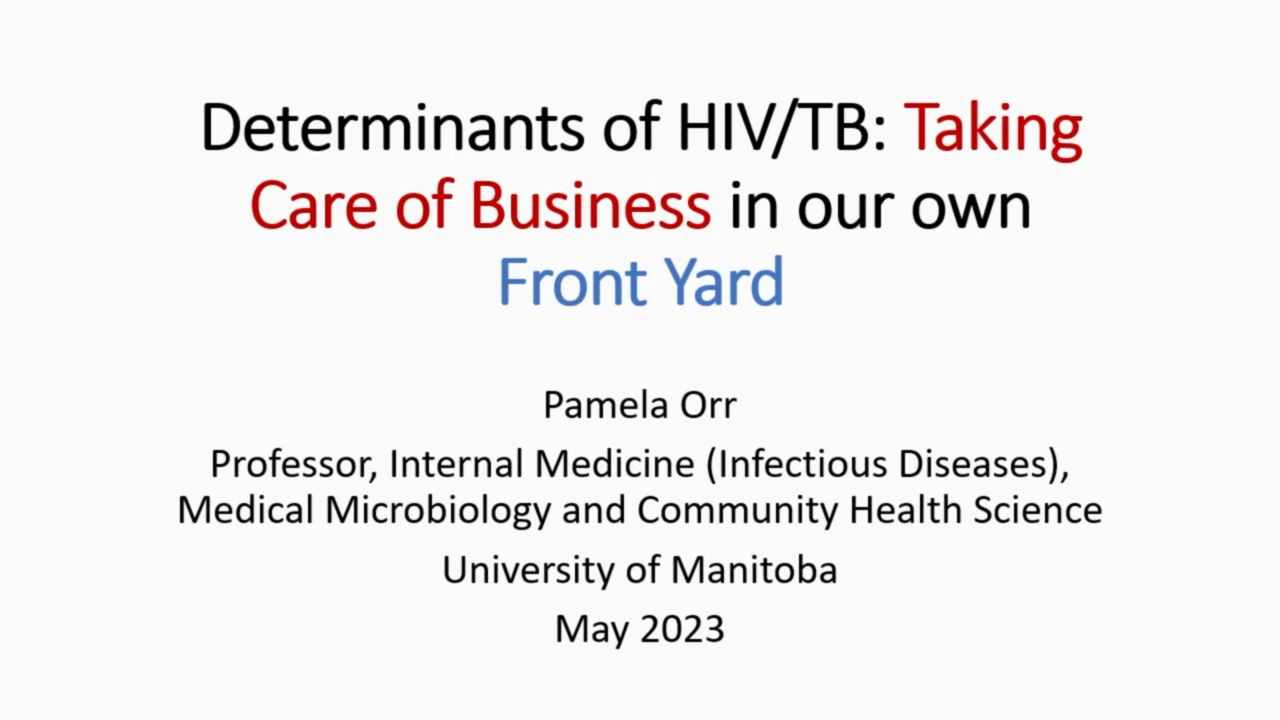 Determinants of HIV/TB: Taking
Care of Business in our own
Front Yard
Pamela Orr
Professor, Internal Medicine (Infectious Diseases),
Medical Microbiology and Community Health Science
University of Manitoba
May 2023